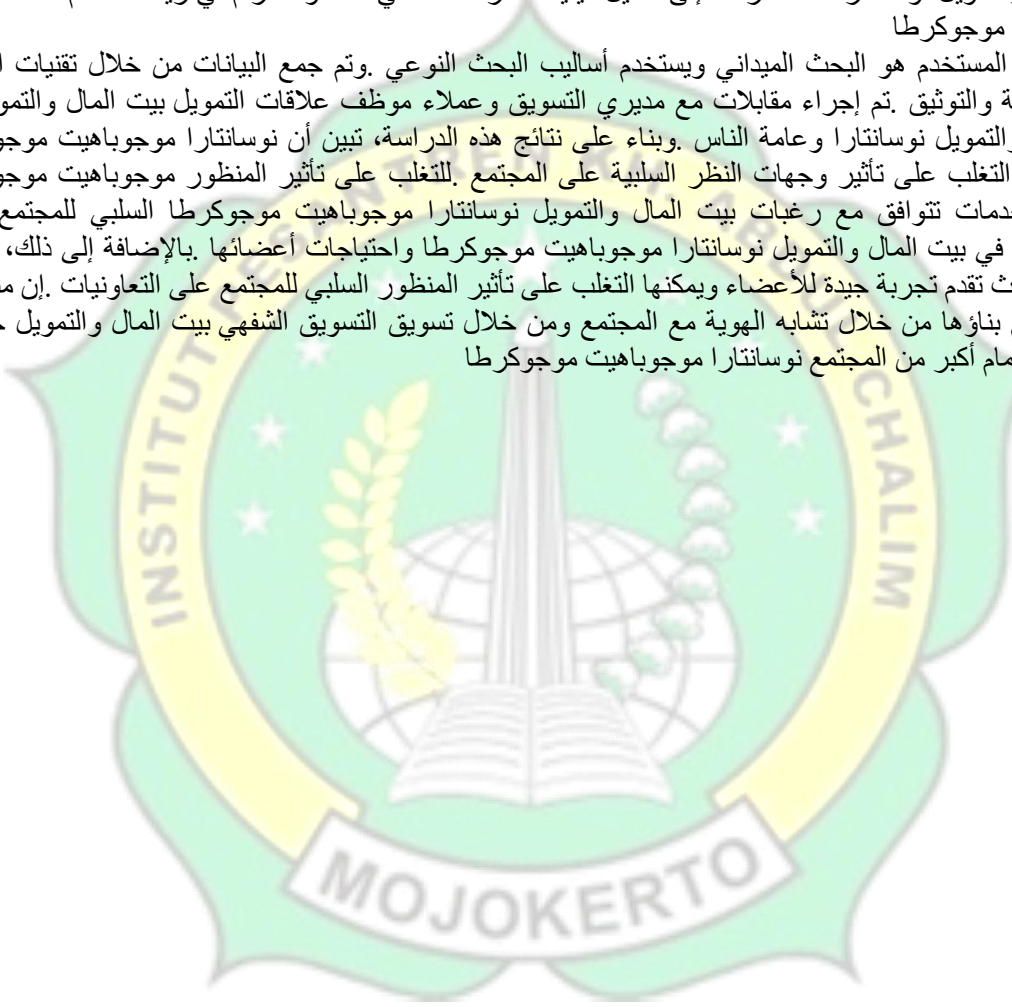 موجوكرطا
المستخدم هو البحث الميداني ويستخدم أساليب البحث النوعي .وتم جمع البيانات من خلال تقنيات
والتوثيق .تم إجراء مقابلات مع مديري التسويق وعملاء موظف علاقات التمويل بيت المال
والتمويل نوسانتارا وعامة الناس .وبناء على نتائج هذه الدراسة، تبين أن نوسانتارا موجوباهيت
التغلب على تأثير وجهات النظر السلبية على المجتمع .للتغلب على تأثير المنظور موجوباهيت
تتوافق مع رغبات بيت المال والتمويل نوسانتارا موجوباهيت موجوكرطا السلبي للمجتمع
في بيت المال والتمويل نوسانتارا موجوباهيت موجوكرطا واحتياجات أعضائها .بالإضافة إلى ذلك،
تقدم تجربة جيدة للأعضاء ويمكنها التغلب على تأثير المنظور السلبي للمجتمع على التعاونيات .إن
بناؤها من خلال تشابه الهوية مع المجتمع ومن خلال تسويق التسويق الشفهي بيت المال والتمويل
أكبر من المجتمع نوسانتارا موجوباهيت موجوكرطا
INSTITUT PESANTREN KH. ABDUL CHALIM
MOJOKERTO